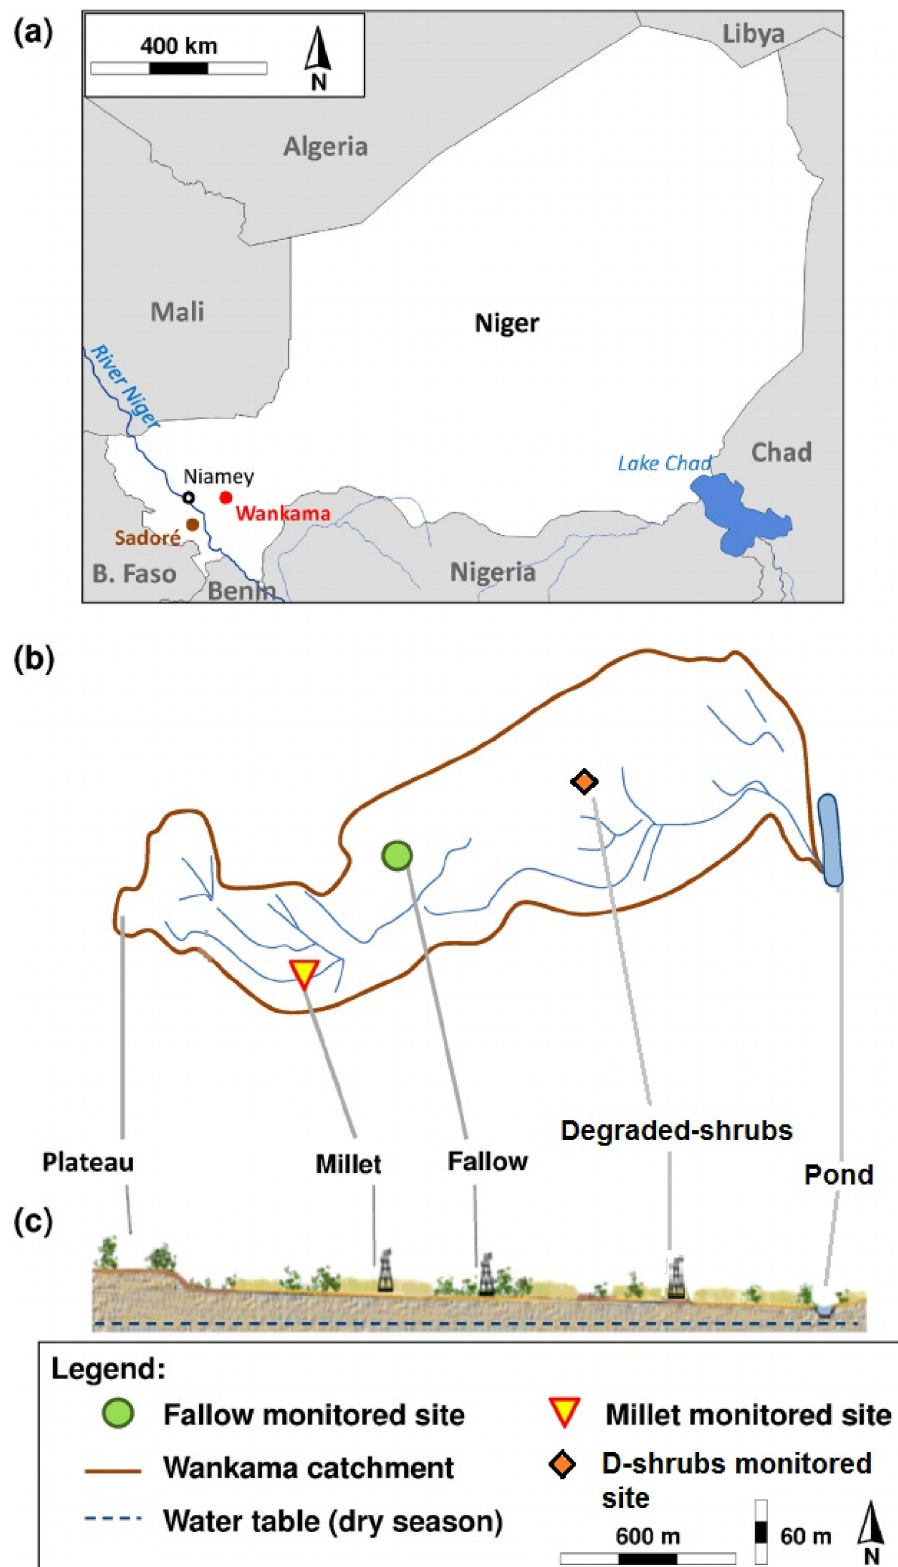 (a)
400 km
N
Libya
Algeria
Mali
Niger
River Niger
Chad
Lake Chad
Niamey
Wankama
Sadoré
B. Faso
Nigeria
Benin
(b)
Degraded-shrubs
Plateau
Millet
Fallow
Pond
(c)
Legend:
Fallow monitored site
Millet monitored site
Wankama catchment
D-shrubs monitored
site
Water table (dry season)
600 m
60 m
N